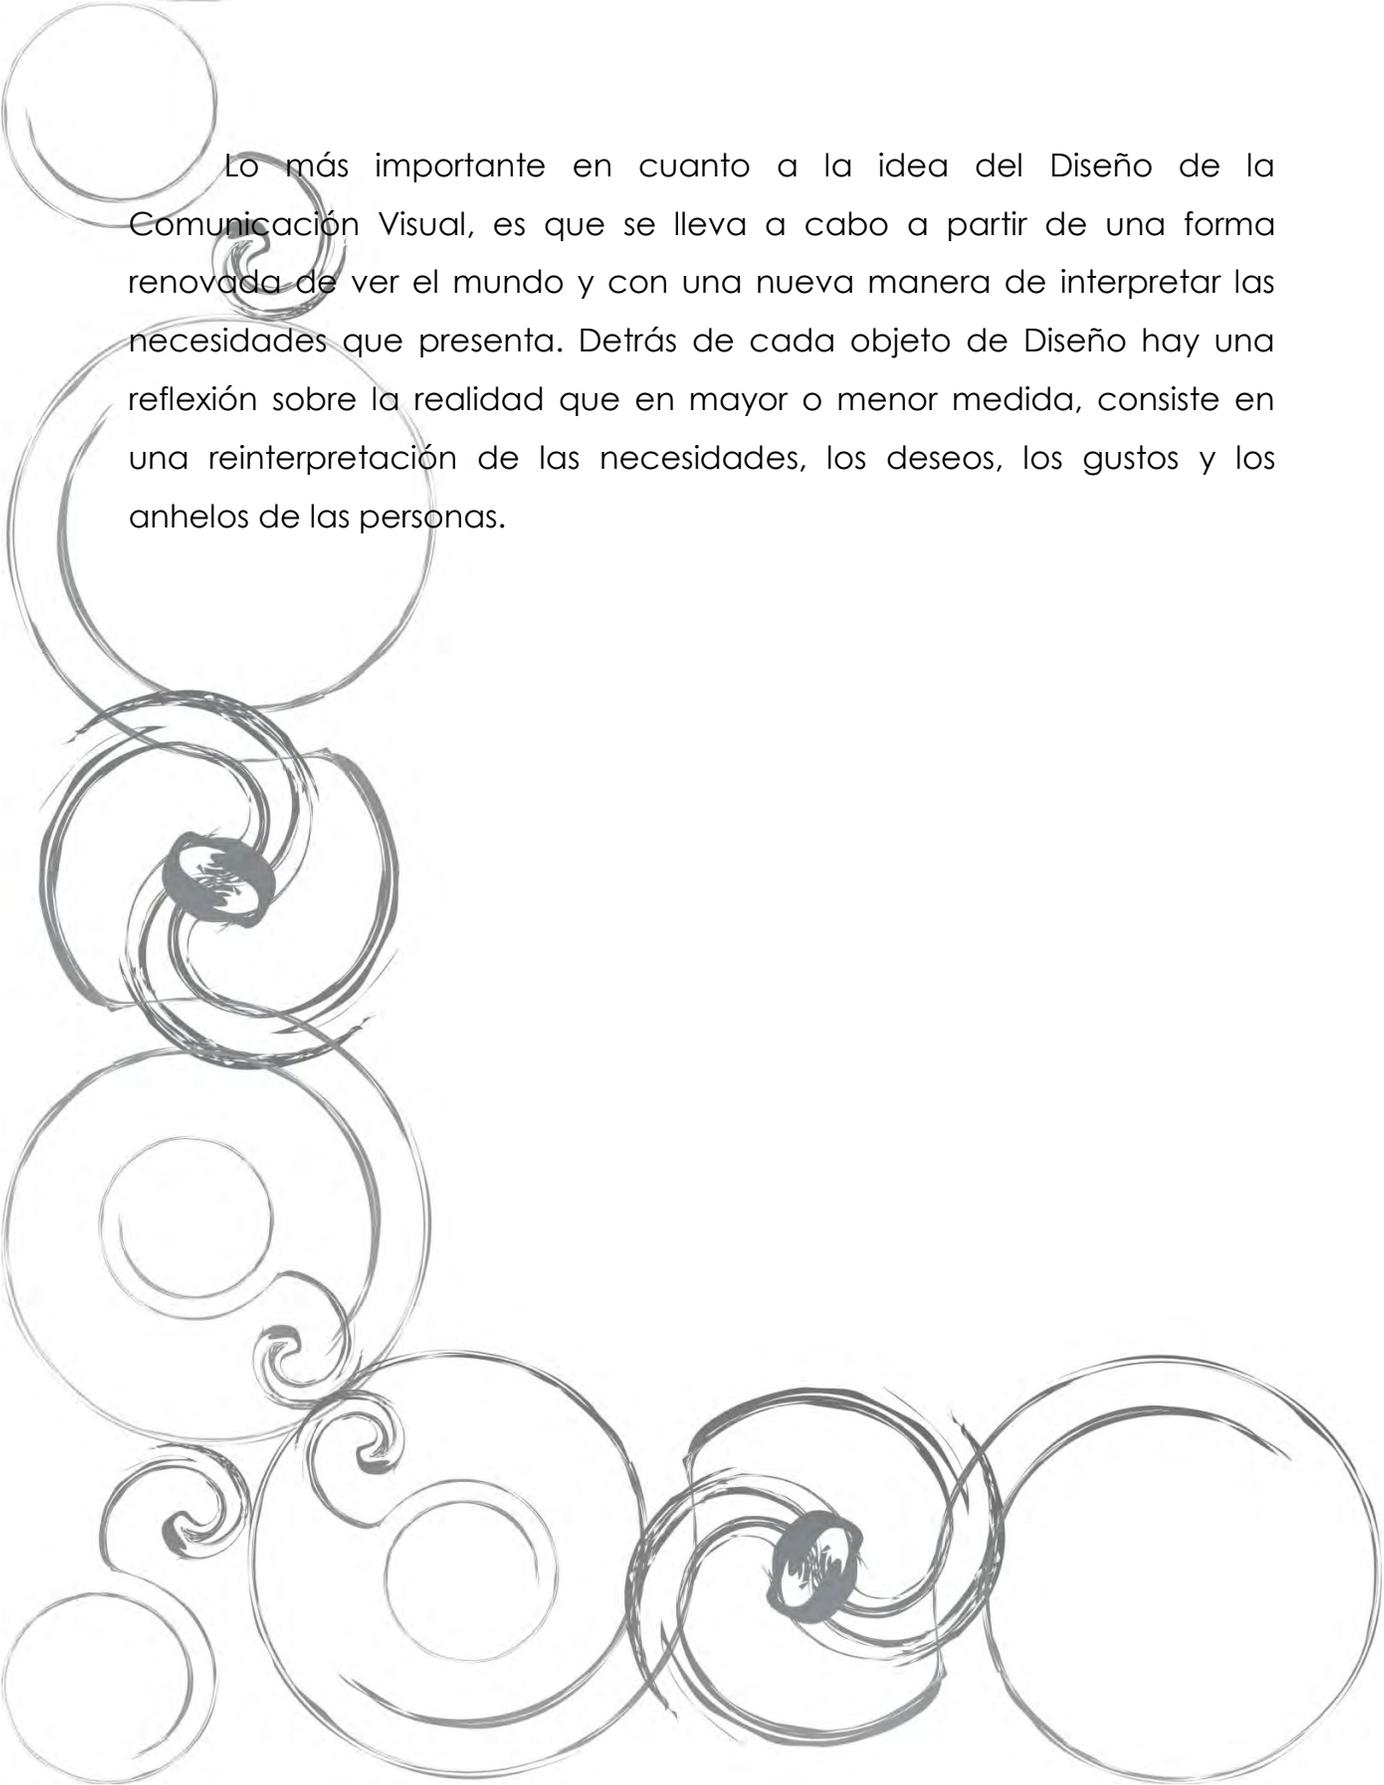 Lo más importante en cuanto a la idea del Diseño de la
Comunicación Visual, es que se lleva a cabo a partir de una forma
renovada de ver el mundo y con una nueva manera de interpretar las
necesidades que presenta. Detrás de cada objeto de Diseño hay una
reflexión sobre la realidad que en mayor o menor medida, consiste en
una reinterpretación de las necesidades, los deseos, los gustos y los
anhelos de las personas.